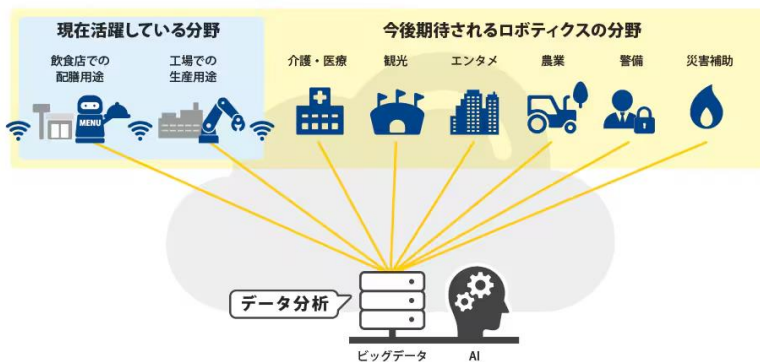 現在活躍している分野
今後期待されるロボティクスの分野
飲食店での
配膳用途
工場での
生産用途
介護・医療
観光
エンタメ
農業
警備
災害補助
MENU
データ分析
ビッグデータ
AI